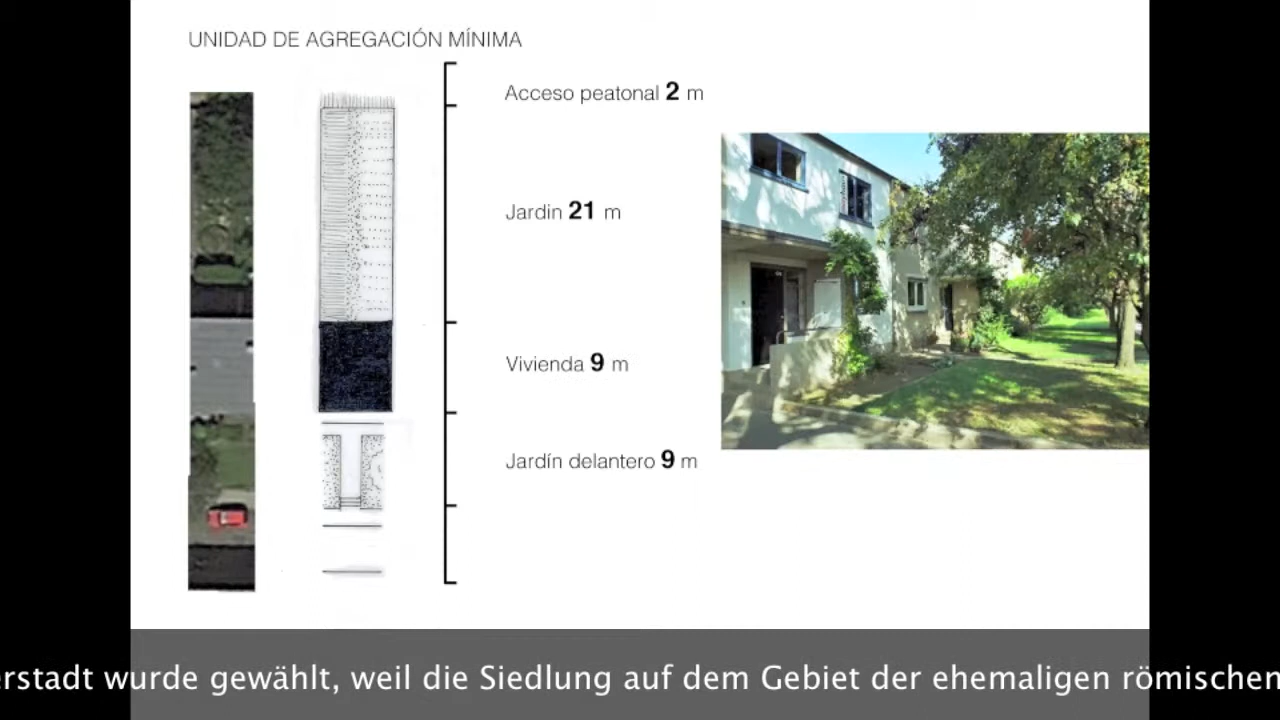 UNIDAD DE AGREGACIÓN MÍNIMA
Acceso peatonal 2 m
Jardin 21 m
Vivienda 9 m
Jardín delantero 9 m
wurde gewählt, weil die Siedlung auf dem Gebiet der ehemaligen römischen